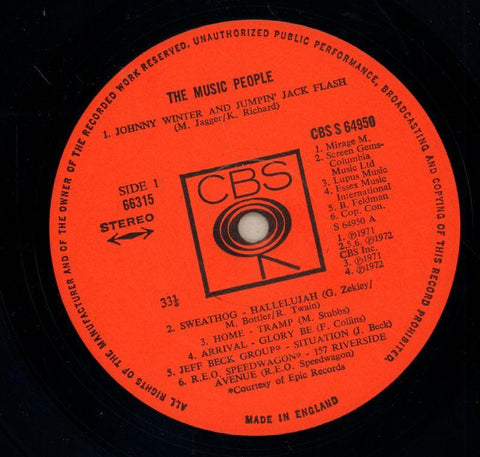 ALL RIGHTS OF THE MANUFACTURER AND OF THE OWNER OF THE RECORDED WORK RESERVED. UNAUTHORIZED PUBLIC PERFORMANCE, BROADCASTING AND COPYING OF THIS RECORD PROHIBITED.
THE MUSIC PEOPLE
1. JOHNNY WINTER AND JUMPIN' JACK FLASH
(M. Jagger/K. Richard)
SIDE 1
66315
STEREO
CBS
CBS S 64950
1. Mirage M.
2. Screen Gems-
Columbia
Music Ltd
3. Lupus Music
4. Essex Music
International
5. B. Feldman
6. Cop. Con.
S 64950 A
1. ℗1971
2.5.6. ℗1972
CBS Inc.
3. ℗1971
4. ℗1972
33⅓
2. SWEATHOG - HALLELUJAH (G. Zekley/
M. Bottler/R. Twain)
3. HOME - TRAMP (M. Stubbs)
4. ARRIVAL - GLORY BE (F. Collins)
5. JEFF BECK GROUP* - SITUATION (J. Beck)
6. R.E.O. SPEEDWAGON* - 157 RIVERSIDE
AVENUE (R.E.O. Speedwagon)
*Courtesy of Epic Records
MADE IN ENGLAND